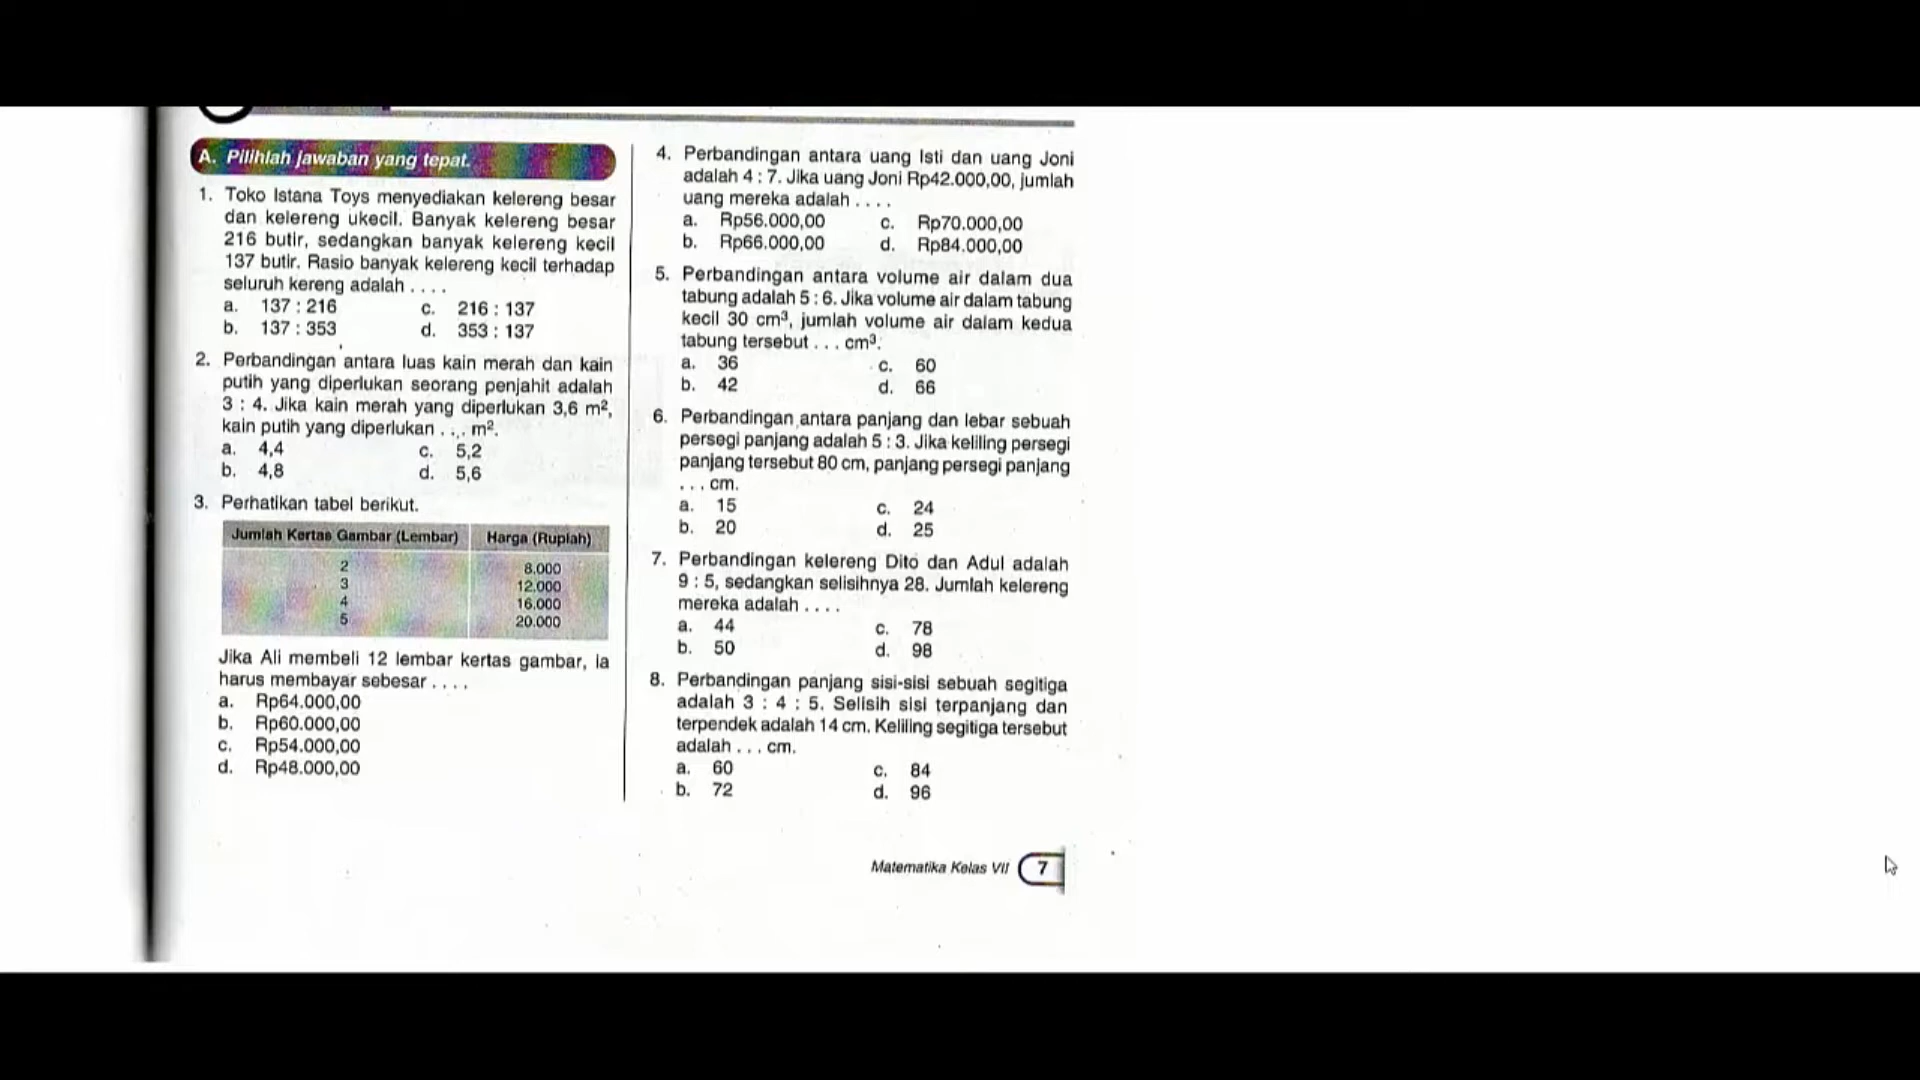 A. Pilihlah jawaban yang tepat.
1. Toko Istana Toys menyediakan kelereng besar
dan kelereng ukecil. Banyak kelereng besar
216 butir, sedangkan banyak kelereng kecil
137 butir. Rasio banyak kelereng kecil terhadap
seluruh kereng adalah . . . .
a. 137 : 216 c. 216 : 137
b. 137 : 353 d. 353 : 137
2. Perbandingan antara luas kain merah dan kain
putih yang diperlukan seorang penjahit adalah
3 : 4. Jika kain merah yang diperlukan 3,6 m²,
kain putih yang diperlukan . . . m².
a. 4,4 c. 5,2
b. 4,8 d. 5,6
3. Perhatikan tabel berikut.
Jumlah Kertas Gambar (Lembar) Harga (Rupiah)
2 8.000
3 12.000
4 16.000
5 20.000
Jika Ali membeli 12 lembar kertas gambar, ia
harus membayar sebesar . . . .
a. Rp64.000,00
b. Rp60.000,00
c. Rp54.000,00
d. Rp48.000,00
4. Perbandingan antara uang Isti dan uang Joni
adalah 4 : 7. Jika uang Joni Rp42.000,00, jumlah
uang mereka adalah . . . .
a. Rp56.000,00 c. Rp70.000,00
b. Rp66.000,00 d. Rp84.000,00
5. Perbandingan antara volume air dalam dua
tabung adalah 5 : 6. Jika volume air dalam tabung
kecil 30 cm³, jumlah volume air dalam kedua
tabung tersebut . . . cm³.
a. 36 c. 60
b. 42 d. 66
6. Perbandingan antara panjang dan lebar sebuah
persegi panjang adalah 5 : 3. Jika keliling persegi
panjang tersebut 80 cm, panjang persegi panjang
. . . cm.
a. 15 c. 24
b. 20 d. 25
7. Perbandingan kelereng Dito dan Adul adalah
9 : 5, sedangkan selisihnya 28. Jumlah kelereng
mereka adalah . . . .
a. 44 c. 78
b. 50 d. 98
8. Perbandingan panjang sisi-sisi sebuah segitiga
adalah 3 : 4 : 5. Selisih sisi terpanjang dan
terpendek adalah 14 cm. Keliling segitiga tersebut
adalah . . . cm.
a. 60 c. 84
b. 72 d. 96
Matematika Kelas VII 7